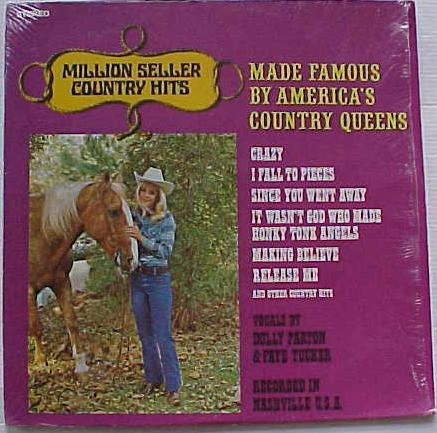 STEREO
MILLION SELLER
COUNTRY HITS
MADE FAMOUS
BY AMERICA'S
COUNTRY QUEENS
CRAZY
I FALL TO PIECES
SINCE YOU WENT AWAY
IT WASN'T GOD WHO MADE
HONKY TONK ANGELS
MAKING BELIEVE
RELEASE ME
AND OTHER COUNTRY HITS
VOCALS BY
DOLLY PARTON
& FAYE TUCKER
RECORDED IN
NASHVILLE U.S.A.